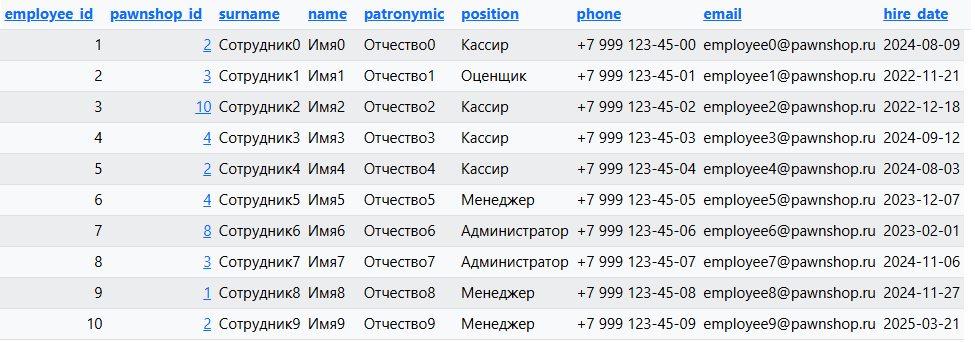 employee_id pawnshop_id surname name patronymic position phone email hire_date
1 2 Сотрудник0 Имя0 Отчество0 Кассир +7 999 123-45-00 employee0@pawnshop.ru 2024-08-09
2 3 Сотрудник1 Имя1 Отчество1 Оценщик +7 999 123-45-01 employee1@pawnshop.ru 2022-11-21
3 10 Сотрудник2 Имя2 Отчество2 Кассир +7 999 123-45-02 employee2@pawnshop.ru 2022-12-18
4 4 Сотрудник3 Имя3 Отчество3 Кассир +7 999 123-45-03 employee3@pawnshop.ru 2024-09-12
5 2 Сотрудник4 Имя4 Отчество4 Кассир +7 999 123-45-04 employee4@pawnshop.ru 2024-08-03
6 4 Сотрудник5 Имя5 Отчество5 Менеджер +7 999 123-45-05 employee5@pawnshop.ru 2023-12-07
7 8 Сотрудник6 Имя6 Отчество6 Администратор +7 999 123-45-06 employee6@pawnshop.ru 2023-02-01
8 3 Сотрудник7 Имя7 Отчество7 Администратор +7 999 123-45-07 employee7@pawnshop.ru 2024-11-06
9 1 Сотрудник8 Имя8 Отчество8 Менеджер +7 999 123-45-08 employee8@pawnshop.ru 2024-11-27
10 2 Сотрудник9 Имя9 Отчество9 Менеджер +7 999 123-45-09 employee9@pawnshop.ru 2025-03-21